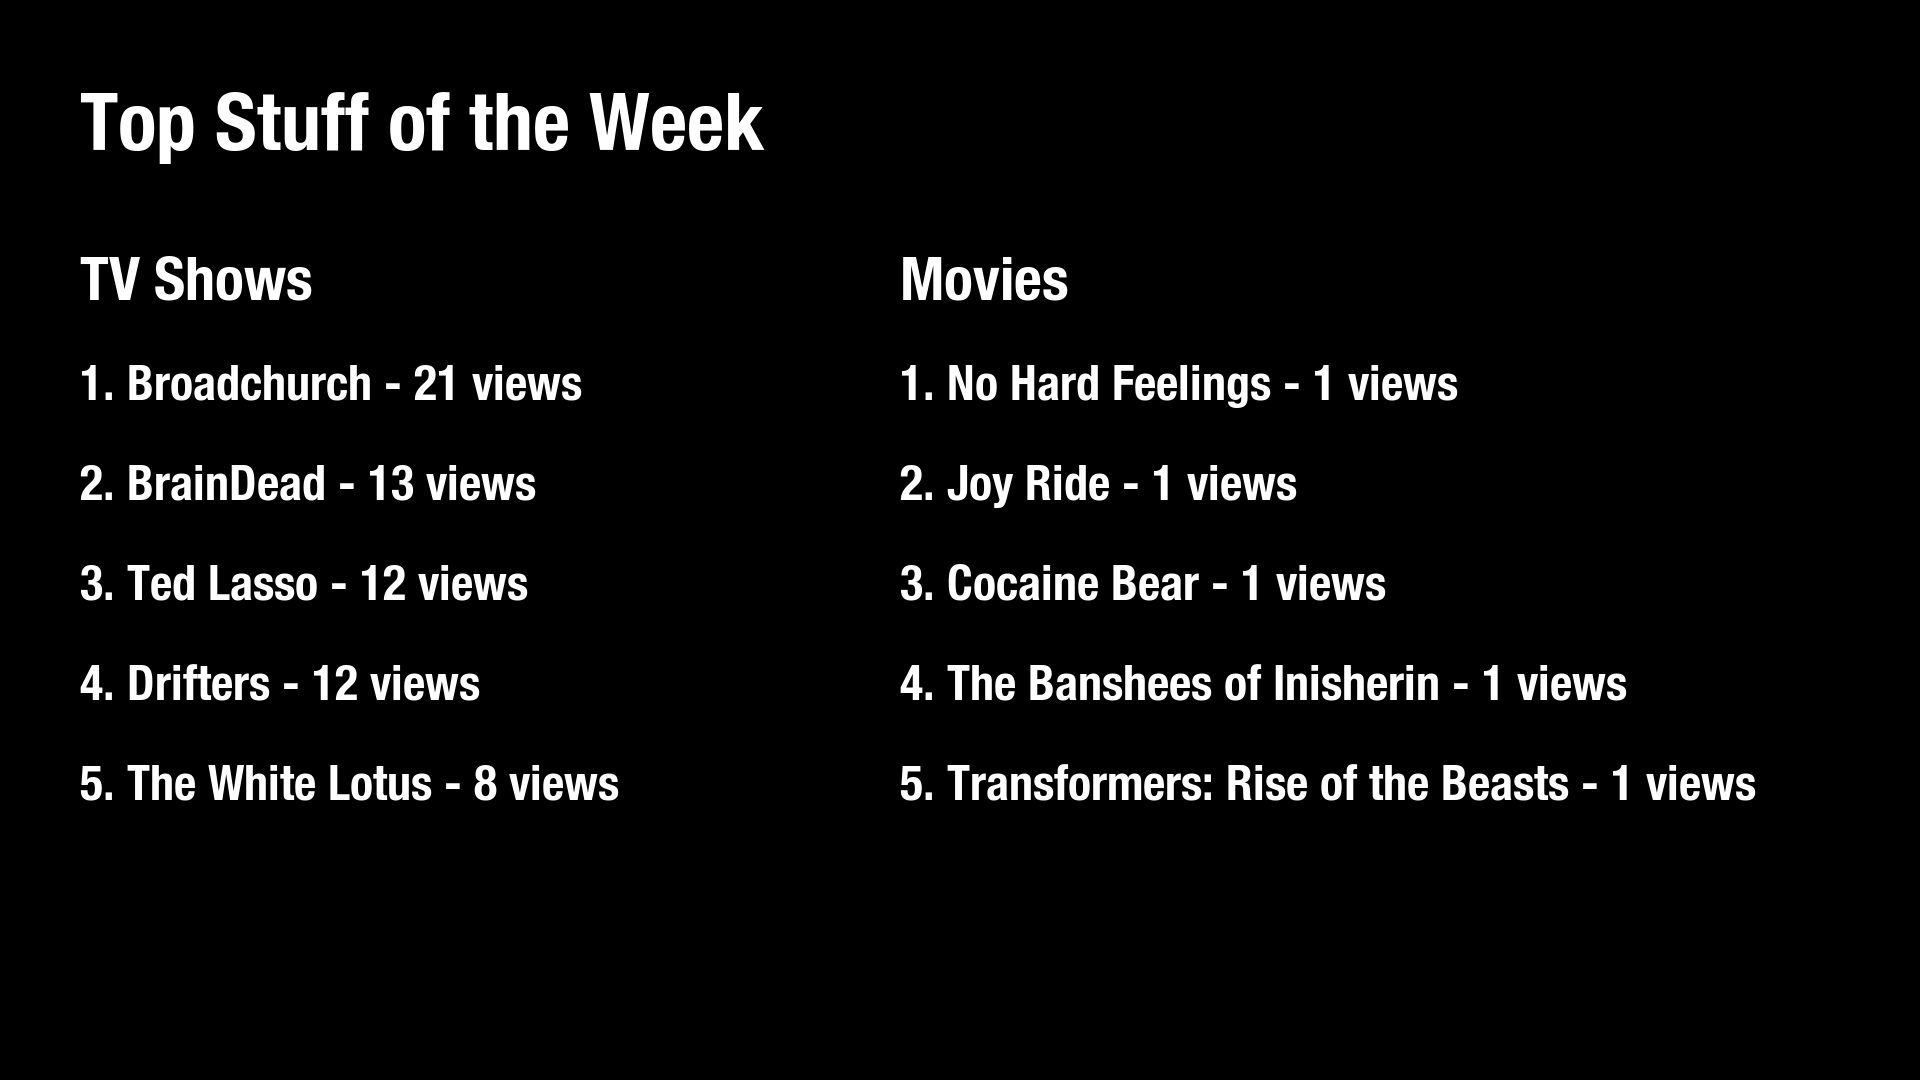 Top Stuff of the Week
TV Shows
1. Broadchurch - 21 views
2. BrainDead - 13 views
3. Ted Lasso - 12 views
4. Drifters - 12 views
5. The White Lotus - 8 views
Movies
1. No Hard Feelings - 1 views
2. Joy Ride - 1 views
3. Cocaine Bear - 1 views
4. The Banshees of Inisherin - 1 views
5. Transformers: Rise of the Beasts - 1 views